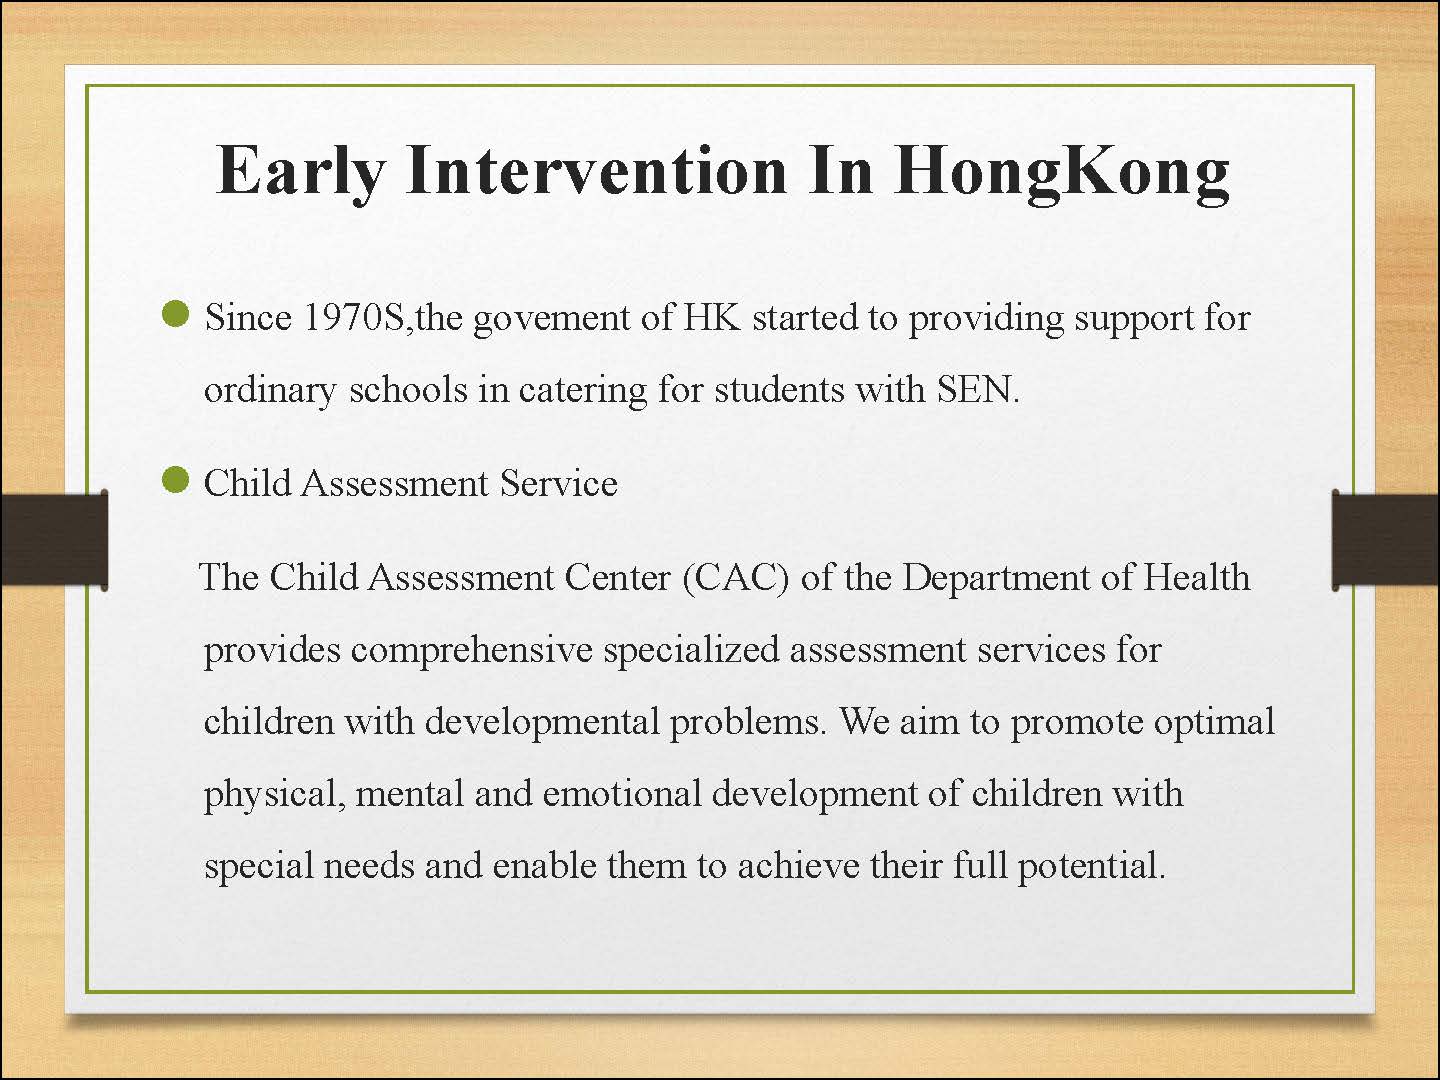 Early Intervention In HongKong
Since 1970S,the govement of HK started to providing support for
ordinary schools in catering for students with SEN.
Child Assessment Service
The Child Assessment Center (CAC) of the Department of Health
provides comprehensive specialized assessment services for
children with developmental problems. We aim to promote optimal
physical, mental and emotional development of children with
special needs and enable them to achieve their full potential.